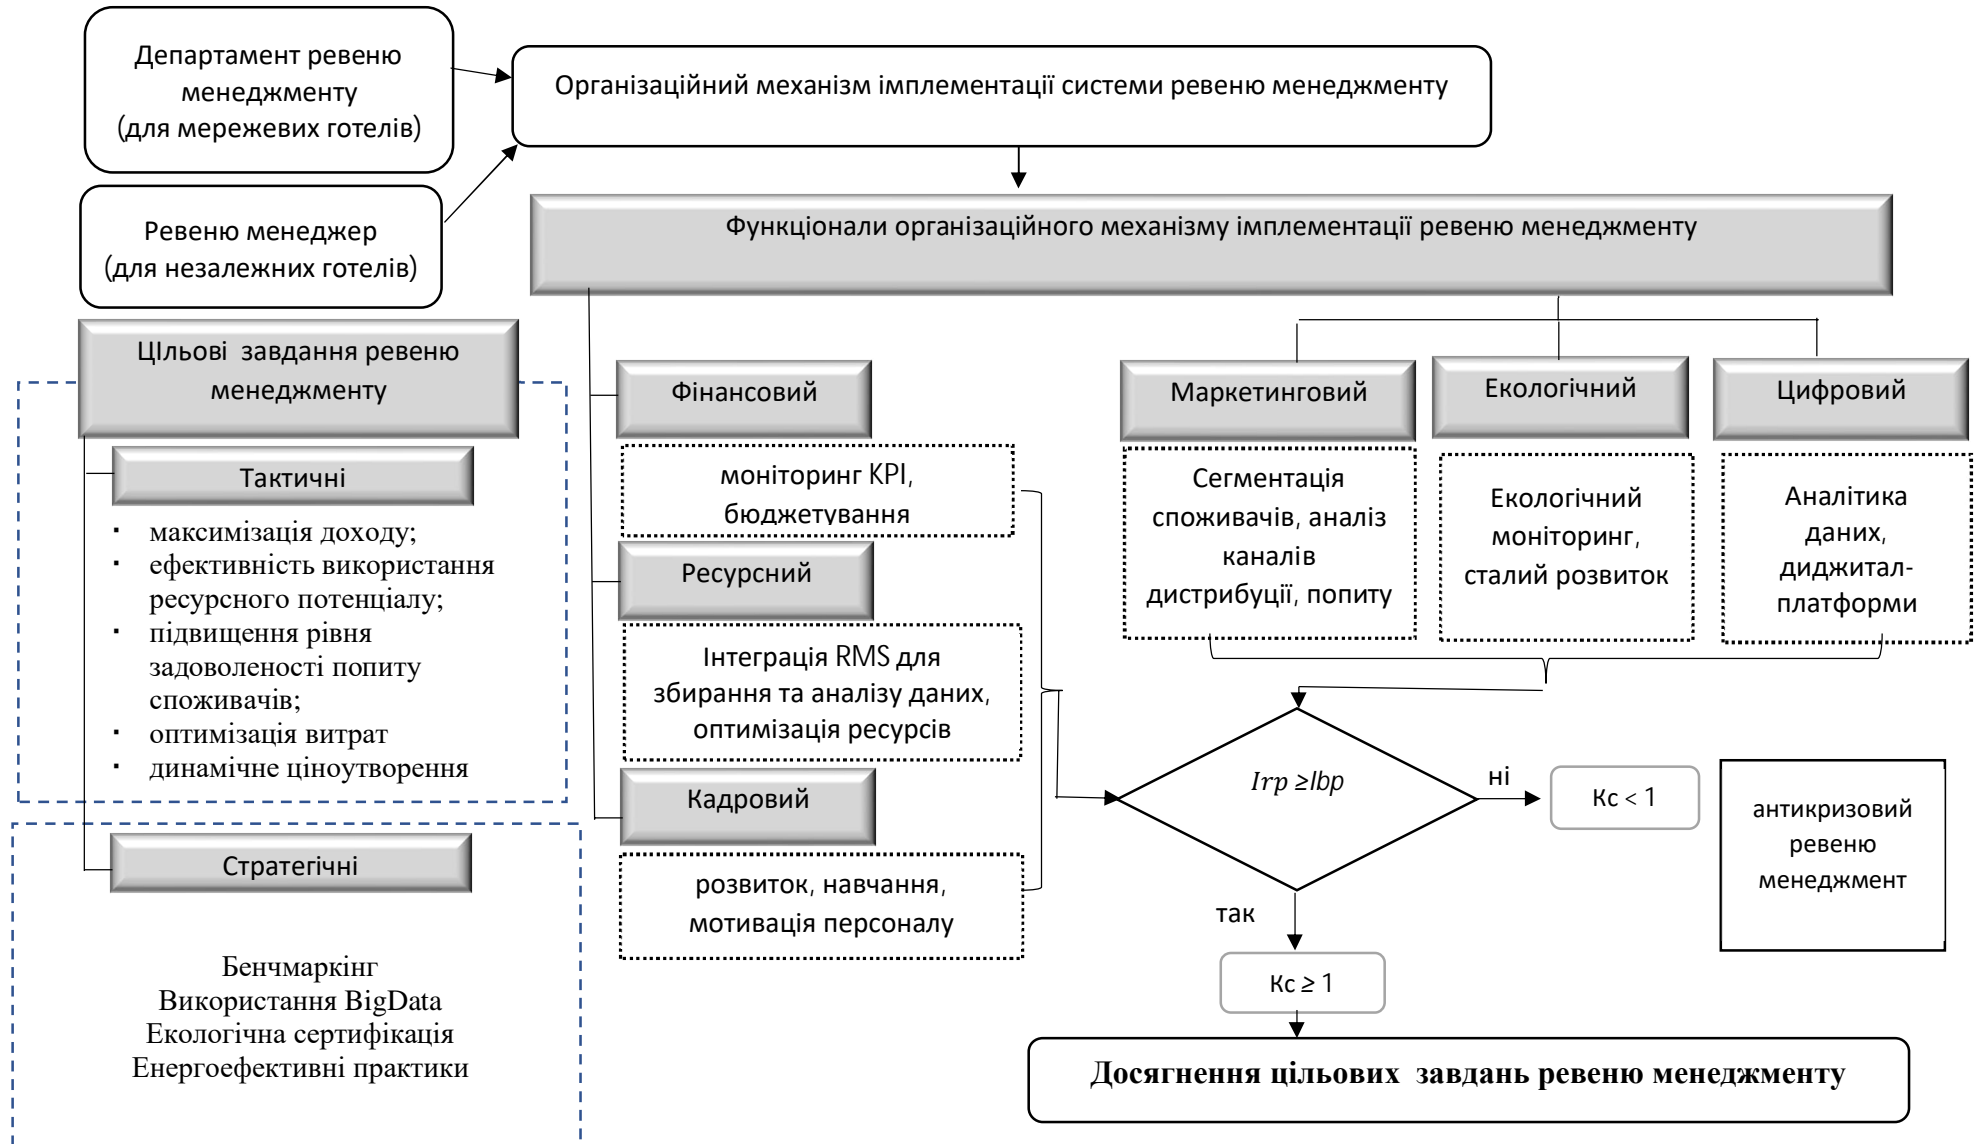 Департамент ревеню
менеджменту
(для мережевих готелів)
Організаційний механізм імплементації системи ревеню менеджменту
Ревеню менеджер
(для незалежних готелів)
Функціонали організаційного механізму імплементації ревеню менеджменту
ЦІльові завдання ревеню
менеджменту
Тактичні
· максимізація доходу;
· ефективність використання
ресурсного потенціалу;
· підвищення рівня
задоволеності попиту
споживачів;
· оптимізація витрат
· динамічне ціноутворення
Стратегічні
Бенчмаркінг
Використання BigData
Екологічна сертифікація
Енергоефективні практики
Фінансовий
моніторинг KPI,
бюджетування
Ресурсний
Інтеграція RMS для
збирання та аналізу даних,
оптимізація ресурсів
Кадровий
розвиток, навчання,
мотивація персоналу
Маркетинговий
Сегментація
споживачів, аналіз
каналів
дистрибуції, попиту
Екологічний
Екологічний
моніторинг,
сталий розвиток
Цифровий
Аналітика
даних,
диджитал-
платформи
Irp ≥Ibp
ні
Кс < 1
антикризовий
ревеню
менеджмент
так
Кс ≥ 1
Досягнення цільових завдань ревеню менеджменту